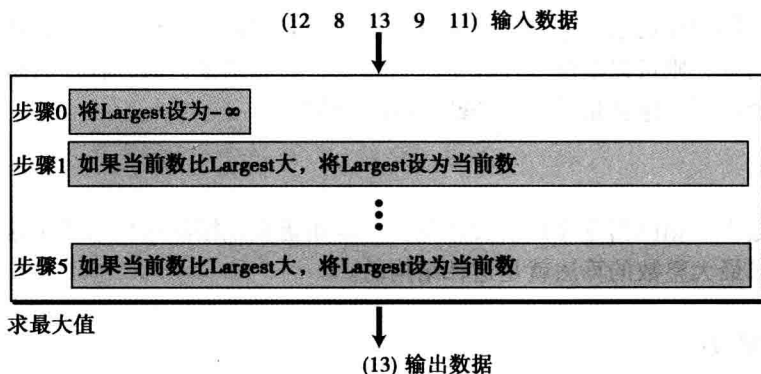 (12 8 13 9 11) 输入数据
步骤0 将Largest设为-∞
步骤1 如果当前数比Largest大，将Largest设为当前数
步骤5 如果当前数比Largest大，将Largest设为当前数
求最大值
(13) 输出数据